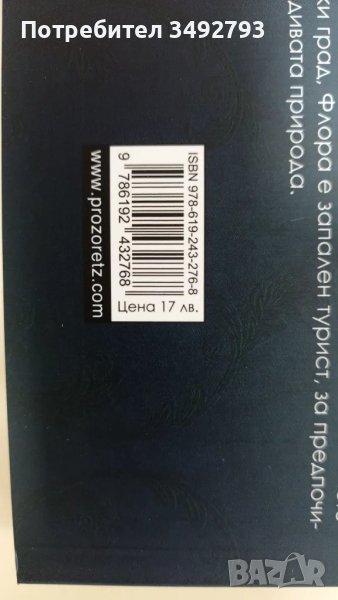 Потребител 3492793
ки град, Флора е запален турист, за предпочи-
дивата природа.
ISBN 978-619-243-276-8
9 786192 432768
Цена 17 лв.
www.prozoretz.com
bazar